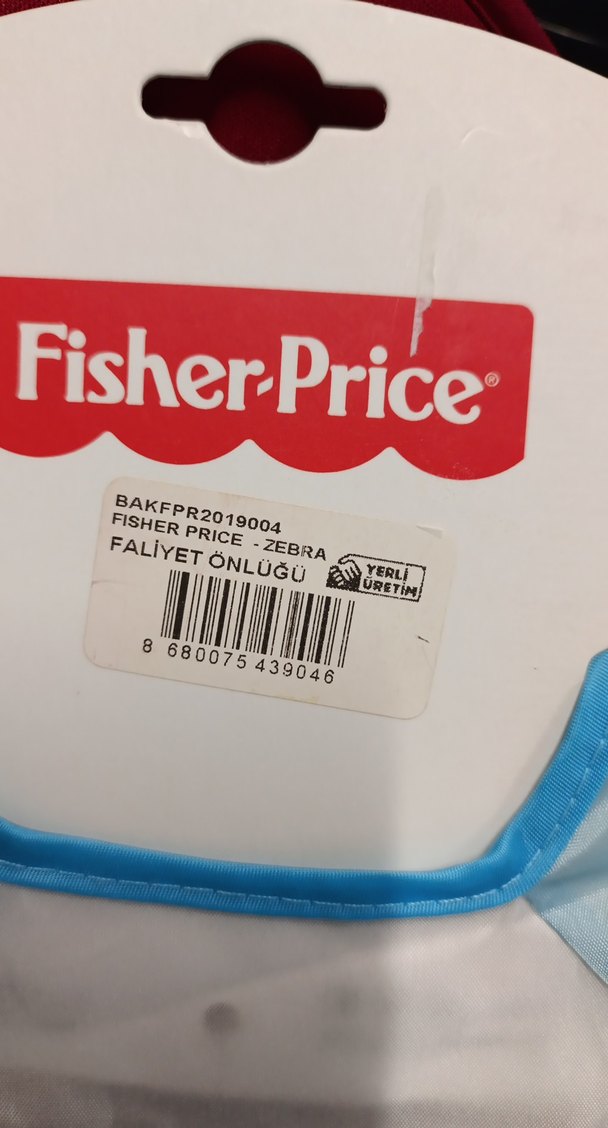 Fisher-Price®
BAKFPR2019004
FISHER PRICE - ZEBRA
FALİYET ÖNLÜĞÜ
YERLİ
ÜRETİM
8 680075 439046